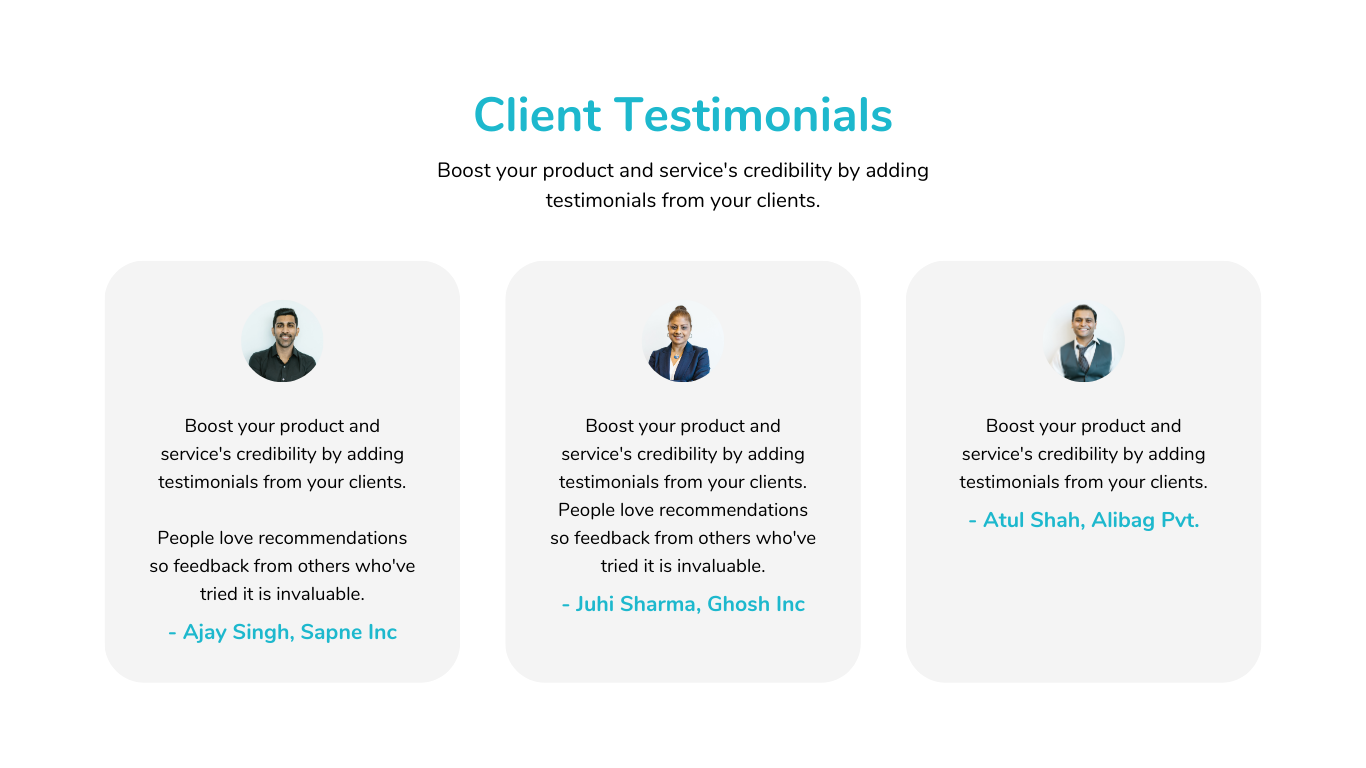 Client Testimonials
Boost your product and service's credibility by adding
testimonials from your clients.
Boost your product and
service's credibility by adding
testimonials from your clients.
People love recommendations
so feedback from others who've
tried it is invaluable.
- Ajay Singh, Sapne Inc
Boost your product and
service's credibility by adding
testimonials from your clients.
People love recommendations
so feedback from others who've
tried it is invaluable.
- Juhi Sharma, Ghosh Inc
Boost your product and
service's credibility by adding
testimonials from your clients.
- Atul Shah, Alibag Pvt.